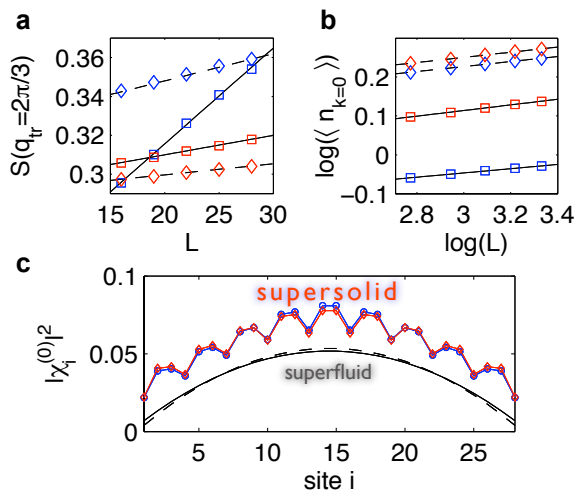 a
b
S(q_tr=2π/3)
0.36
0.34
0.32
0.3
15 20 25 30
L
log(⟨ n_k=0 ⟩)
0.2
0.1
0
−0.1
2.8 3 3.2 3.4
log(L)
c
|χ_i^(0)|^2
0.1
0.05
0
supersolid
superfluid
5 10 15 20 25
site i